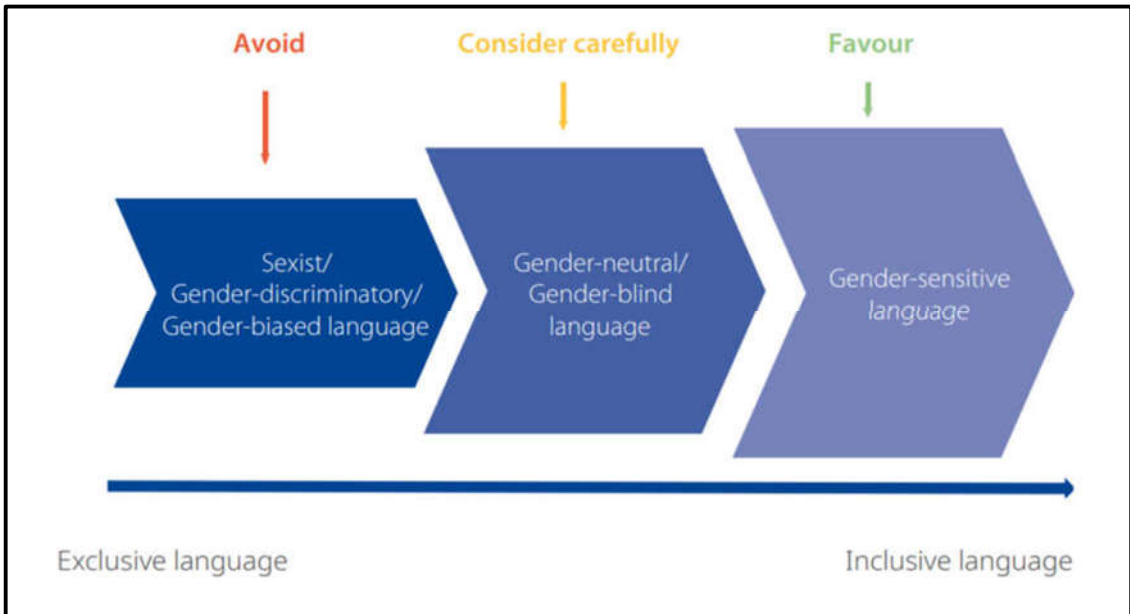 Avoid
Consider carefully
Favour
Sexist/
Gender-discriminatory/
Gender-biased language
Gender-neutral/
Gender-blind
language
Gender-sensitive
language
Exclusive language
Inclusive language